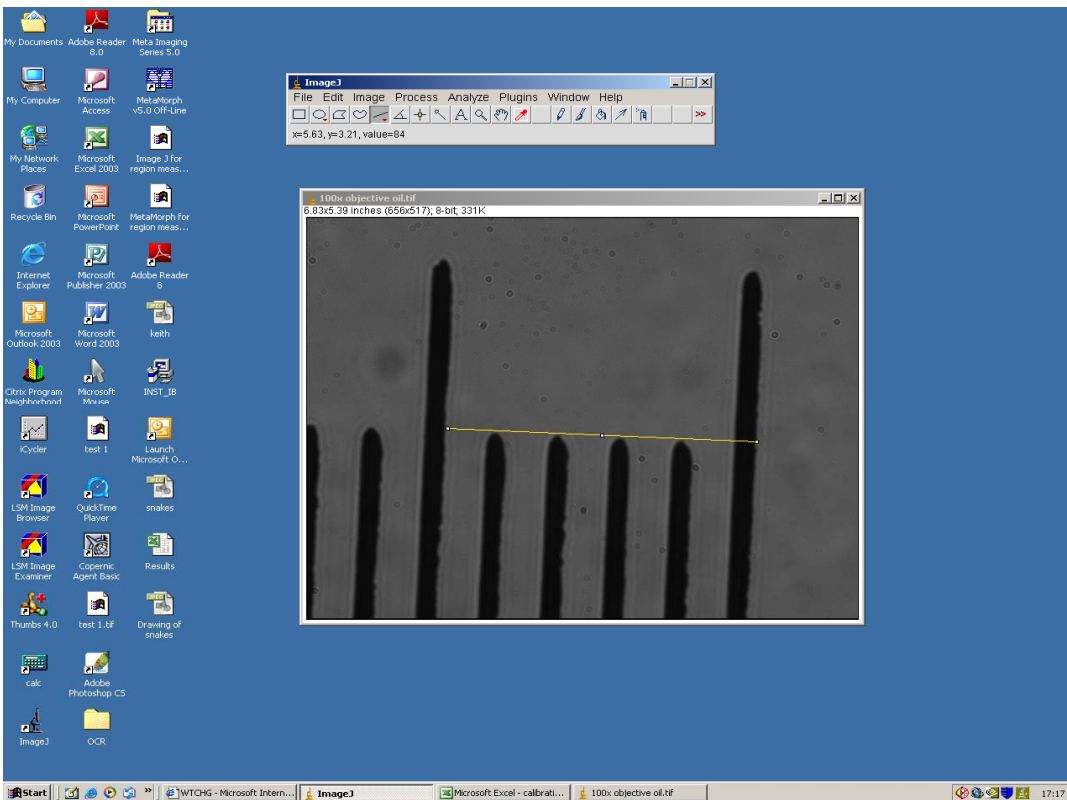 My Documents
Adobe Reader
8.0
Meta Imaging
Series 5.0
My Computer
Microsoft
Access
MetaMorph
v5.0 Off-Line
My Network
Places
Microsoft
Excel 2003
Image J for
region meas...
Recycle Bin
Microsoft
PowerPoint
MetaMorph for
region meas...
Internet
Explorer
Microsoft
Publisher 2003
Adobe Reader
8
Microsoft
Outlook 2003
Microsoft
Word 2003
keith
Citrix Program
Neighborhood
Microsoft
Mouse
INST_IB
iCycler
test 1
Launch
Microsoft O...
LSM Image
Browser
QuickTime
Player
snakes
LSM Image
Examiner
Copernic
Agent Basic
Results
Thumbs 4.0
test 1.tif
Drawing of
snakes
calc
Adobe
Photoshop CS
ImageJ
OCR
ImageJ
File Edit Image Process Analyze Plugins Window Help
A >>
x=5.63, y=3.21, value=84
100x objective oil.tif
6.83x5.39 inches (656x517); 8-bit; 331K
Start » WTCHG - Microsoft Intern... ImageJ Microsoft Excel - calibrati... 100x objective oil.tif 17:17